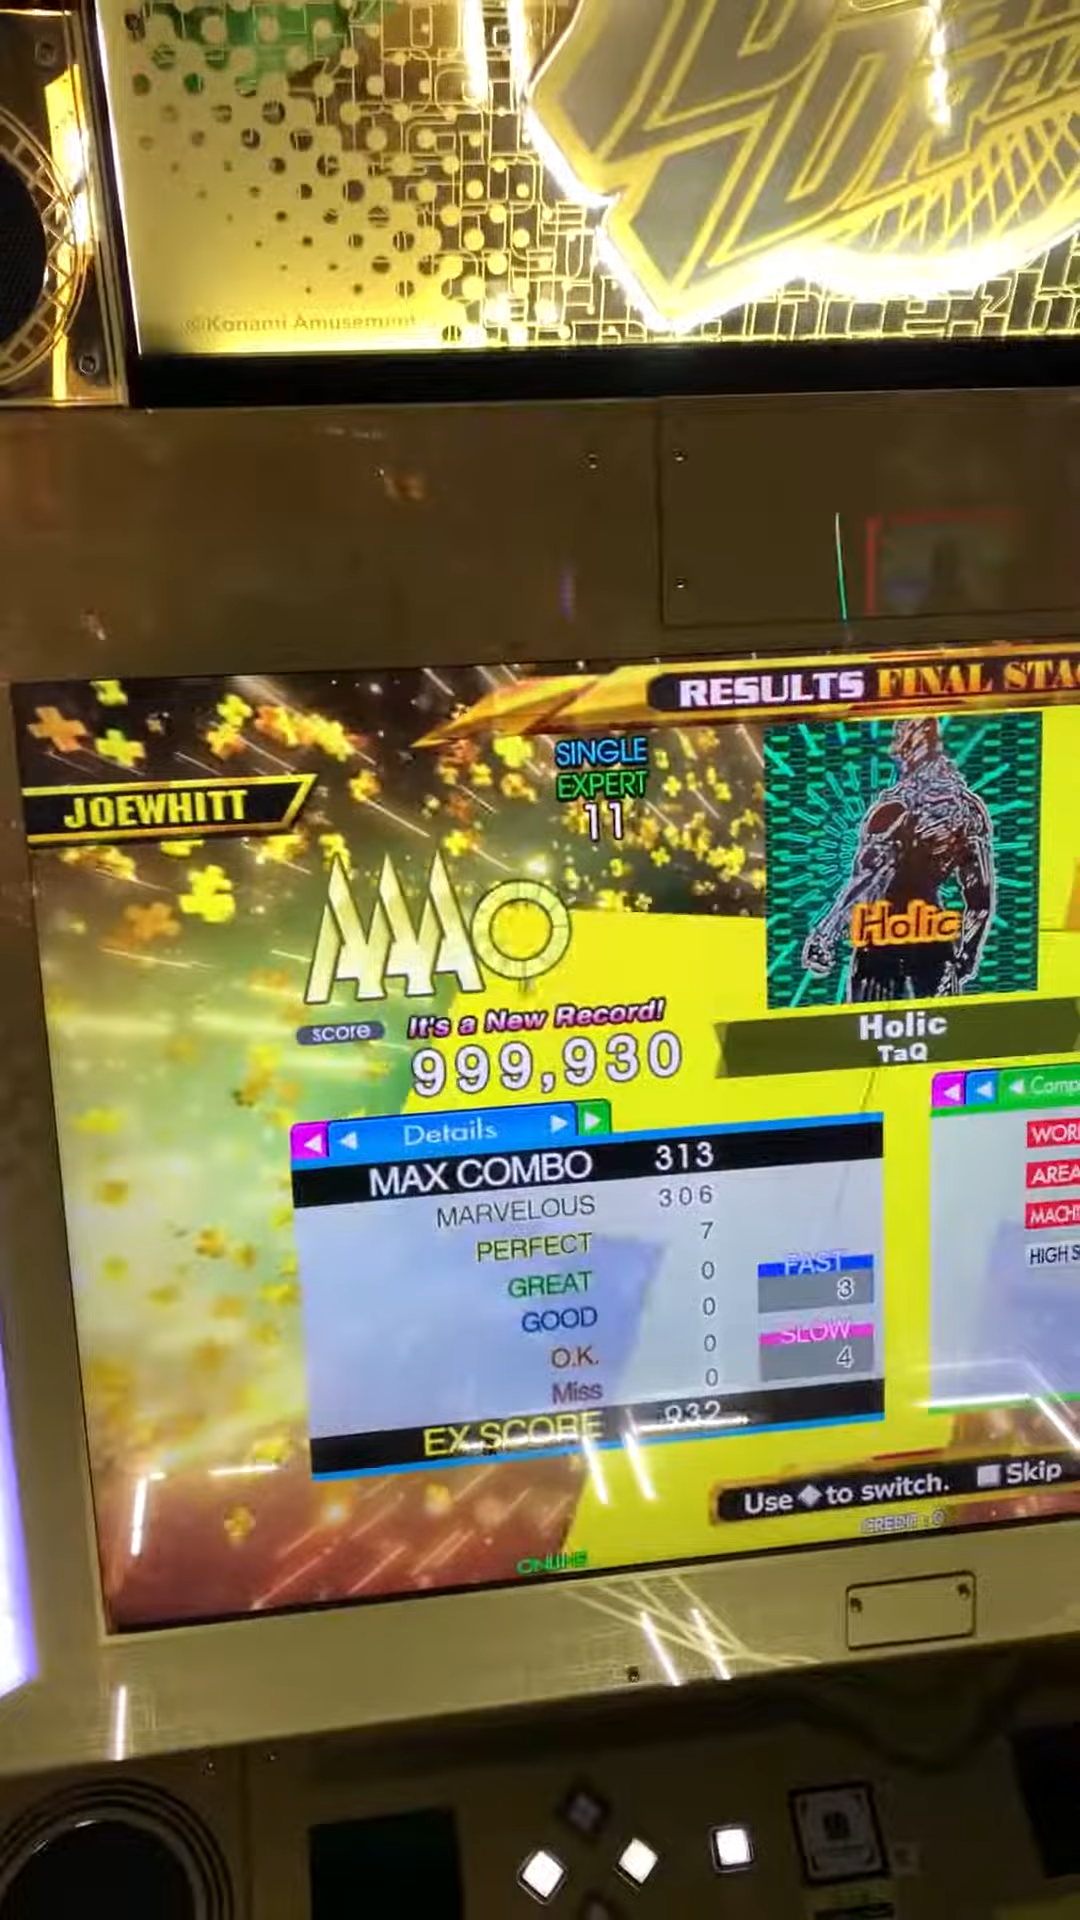 © Konami Amusement
RESULTS FINAL
SINGLE
EXPERT
11
JOEWHITT
AAA
Holic
score
It's a New Record!
999,930
Holic
TaQ
Details
MAX COMBO 313
MARVELOUS 306
PERFECT 7
GREAT 0
GOOD 0
O.K. 0
Miss 0
EX SCORE 932
FAST
3
SLOW
4
HIGH
Use to switch.
Skip
CREDIT : 0
ONLINE